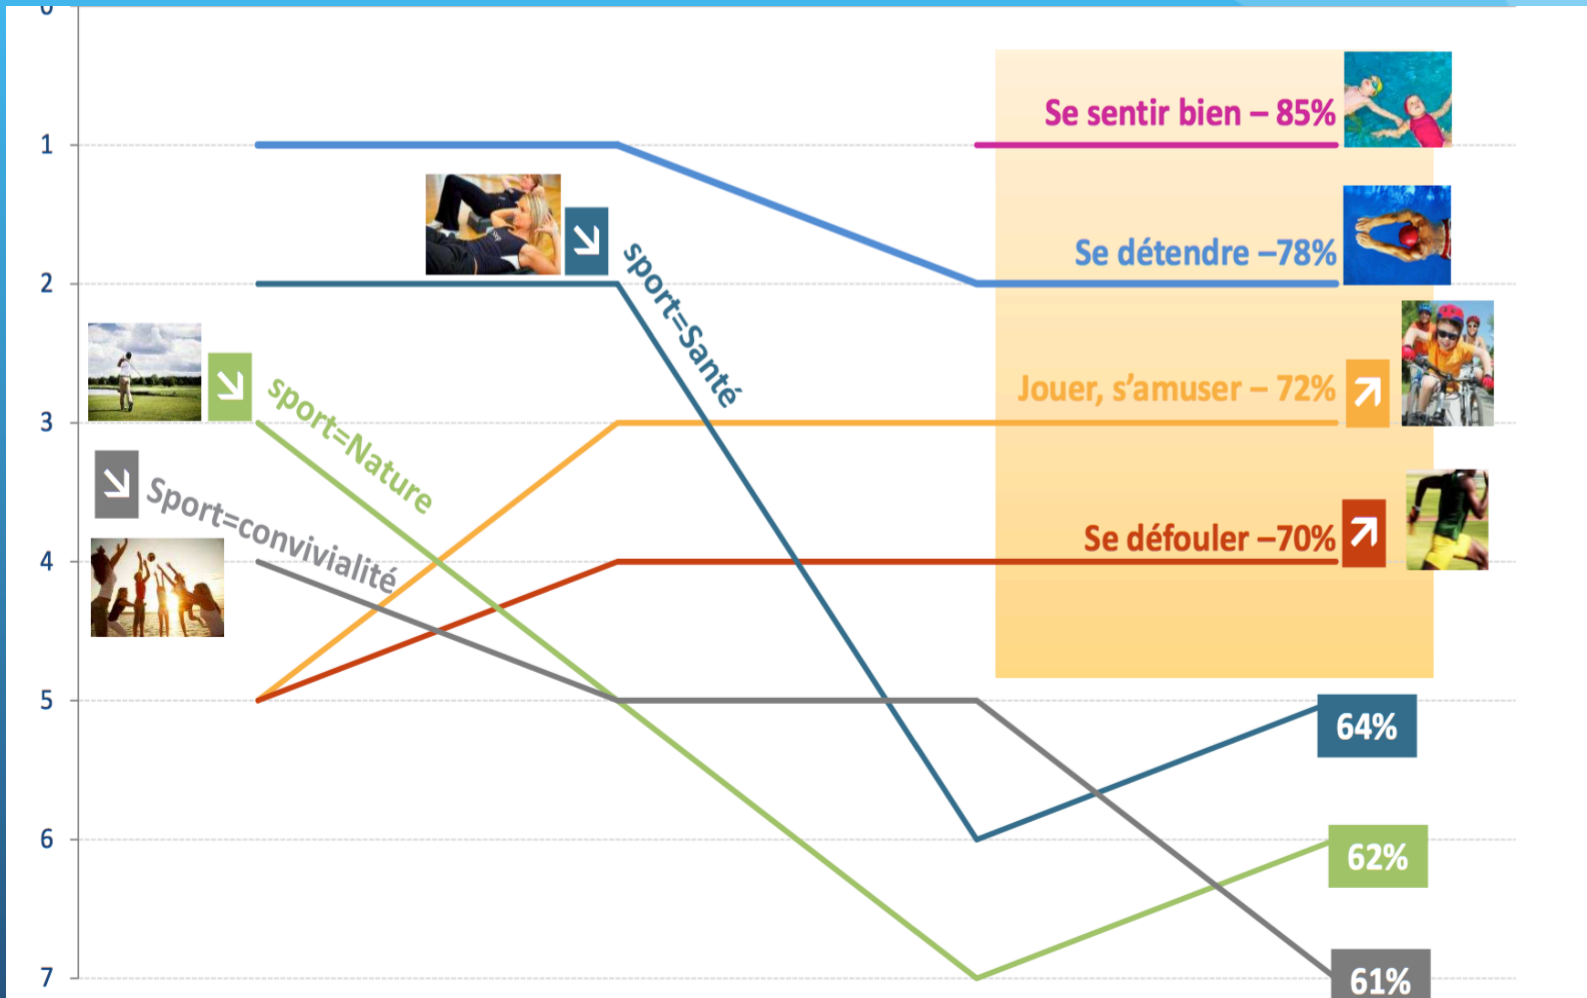 0
Se sentir bien – 85%
1
Se détendre –78%
sport=Santé
2
Jouer, s’amuser – 72%
sport=Nature
3
Sport=convivialité
Se défouler –70%
4
5
64%
6
62%
7
61%